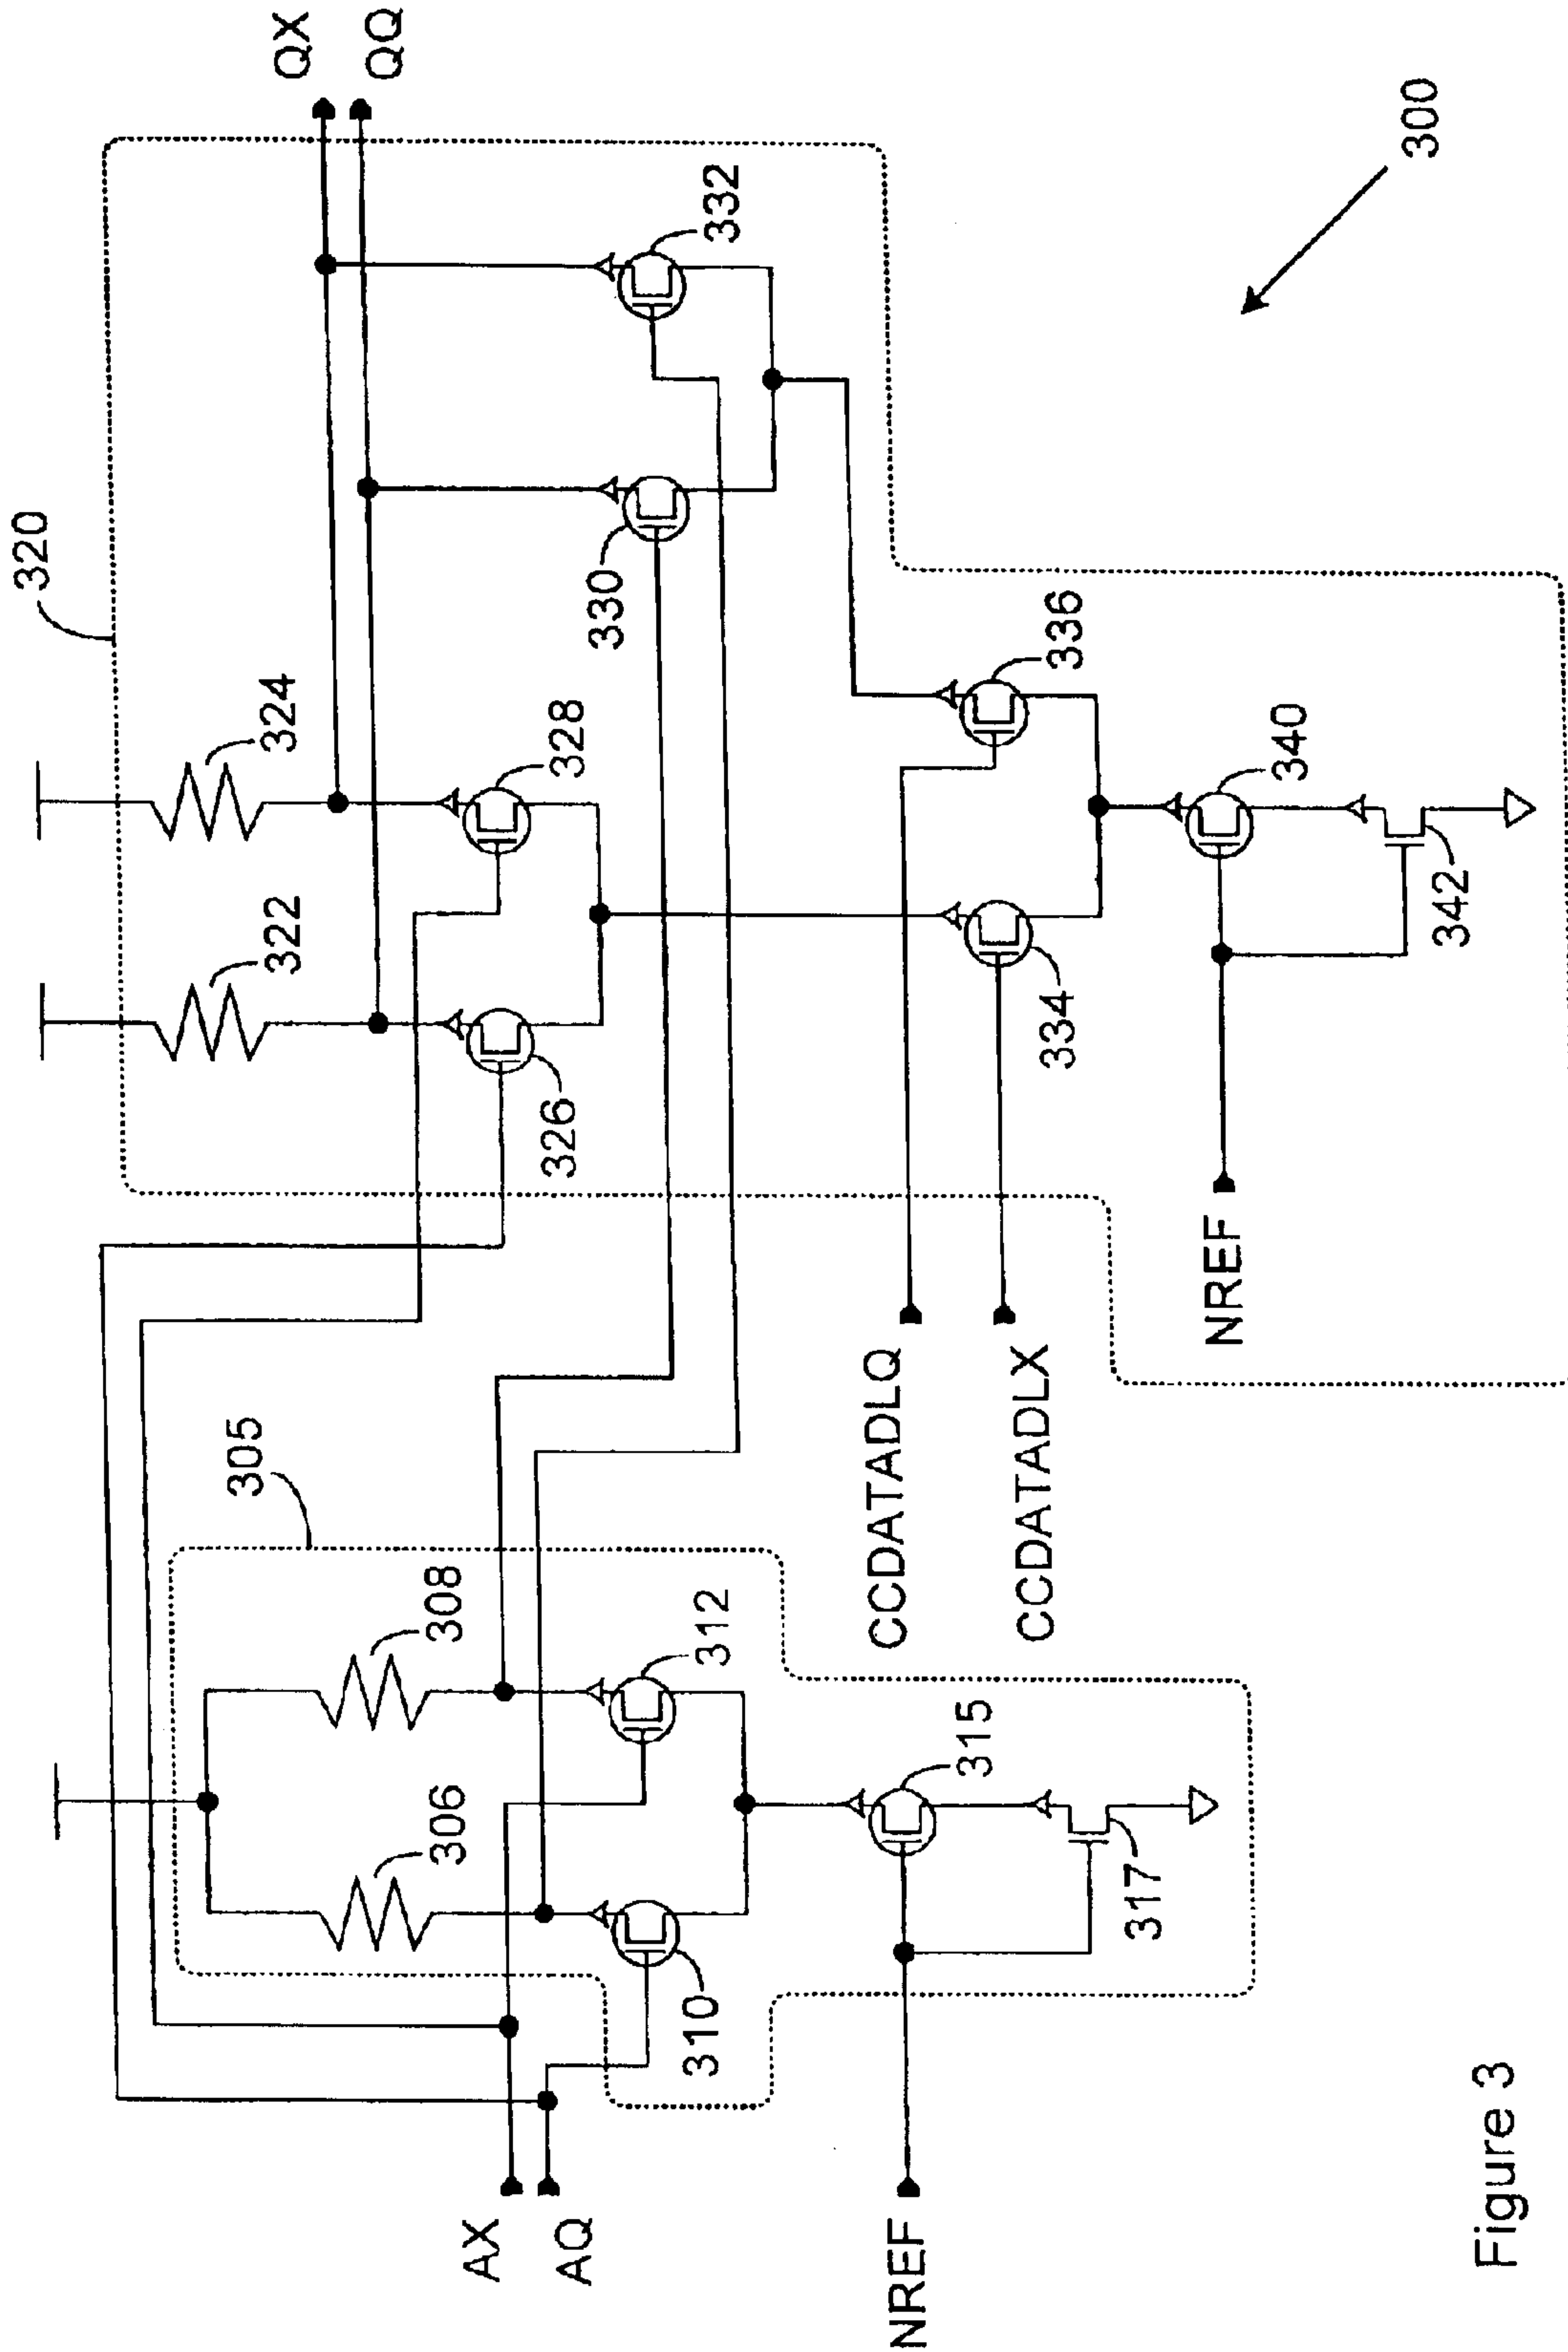 320
QX
QQ
322
324
326
328
330
332
305
306
308
AX
AQ
310
312
CCDATADLQ
CCDATADLX
334
336
NREF
315
317
NREF
340
342
300
Figure 3